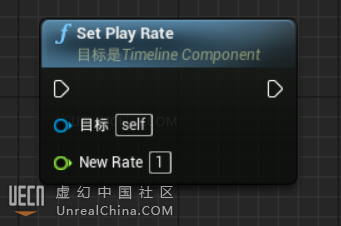 f Set Play Rate
目标是Timeline Component
目标 self
New Rate 1
UECN 虚幻中国社区
UnrealChina.COM